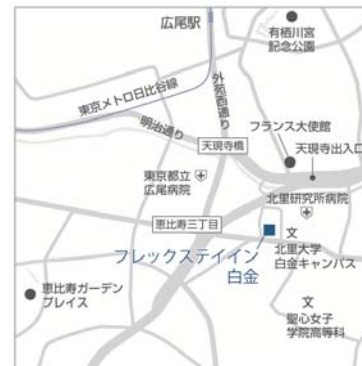 広尾駅
有栖川宮
記念公園
東京メトロ日比谷線
外苑西通り
明治通り
天現寺橋
フランス大使館
天現寺出入口
東京都立
広尾病院
北里研究所病院
恵比寿三丁目
文
北里大学
白金キャンパス
フレックステイイン
白金
恵比寿ガーデン
プレイス
文
聖心女子
学院高等科